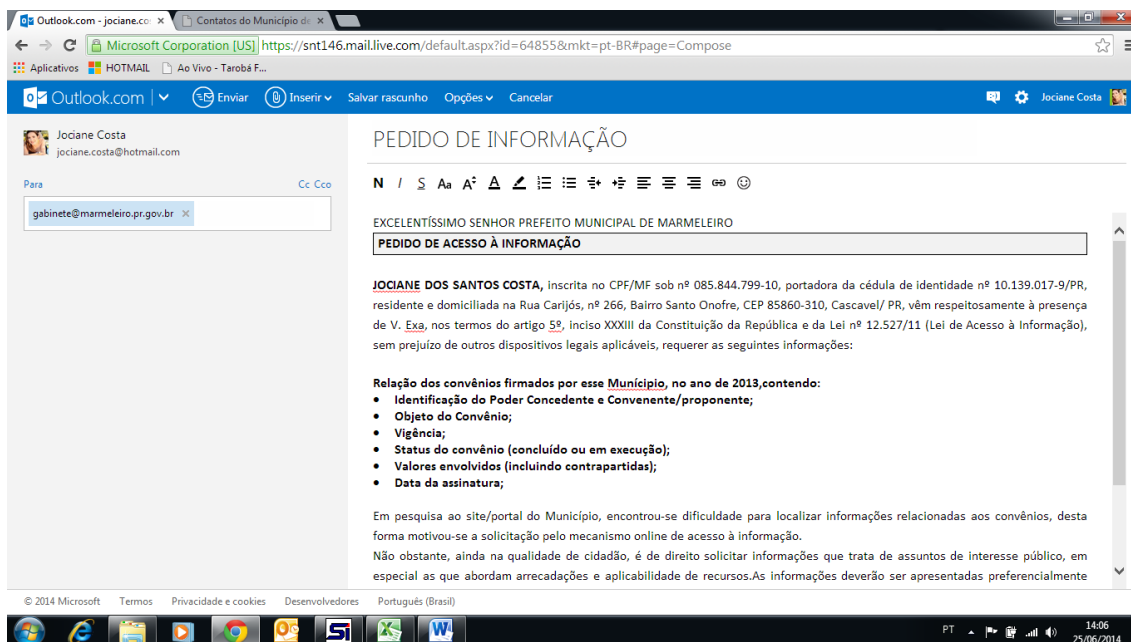 Outlook.com - jociane.co
Contatos do Município de
Microsoft Corporation [US] https://snt146.mail.live.com/default.aspx?id=64855&mkt=pt-BR#page=Compose
Aplicativos HOTMAIL Ao Vivo - Tarobá F...
Outlook.com Enviar Inserir Salvar rascunho Opções Cancelar Jociane Costa
Jociane Costa
jociane.costa@hotmail.com
Para Cc Cco
gabinete@marmeleiro.pr.gov.br ×
PEDIDO DE INFORMAÇÃO
N I S Aa A A
EXCELENTÍSSIMO SENHOR PREFEITO MUNICIPAL DE MARMELEIRO
PEDIDO DE ACESSO À INFORMAÇÃO
JOCIANE DOS SANTOS COSTA, inscrita no CPF/MF sob nº 085.844.799-10, portadora da cédula de identidade nº 10.139.017-9/PR,
residente e domiciliada na Rua Carijós, nº 266, Bairro Santo Onofre, CEP 85860-310, Cascavel/ PR, vêm respeitosamente à presença
de V. Exa, nos termos do artigo 5º, inciso XXXIII da Constituição da República e da Lei nº 12.527/11 (Lei de Acesso à Informação),
sem prejuízo de outros dispositivos legais aplicáveis, requerer as seguintes informações:
Relação dos convênios firmados por esse Munícipio, no ano de 2013,contendo:
• Identificação do Poder Concedente e Convenente/proponente;
• Objeto do Convênio;
• Vigência;
• Status do convênio (concluído ou em execução);
• Valores envolvidos (incluindo contrapartidas);
• Data da assinatura;
Em pesquisa ao site/portal do Município, encontrou-se dificuldade para localizar informações relacionadas aos convênios, desta
forma motivou-se a solicitação pelo mecanismo online de acesso à informação.
Não obstante, ainda na qualidade de cidadão, é de direito solicitar informações que trata de assuntos de interesse público, em
especial as que abordam arrecadações e aplicabilidade de recursos.As informações deverão ser apresentadas preferencialmente
© 2014 Microsoft Termos Privacidade e cookies Desenvolvedores Português (Brasil)
PT 14:06
25/06/2014